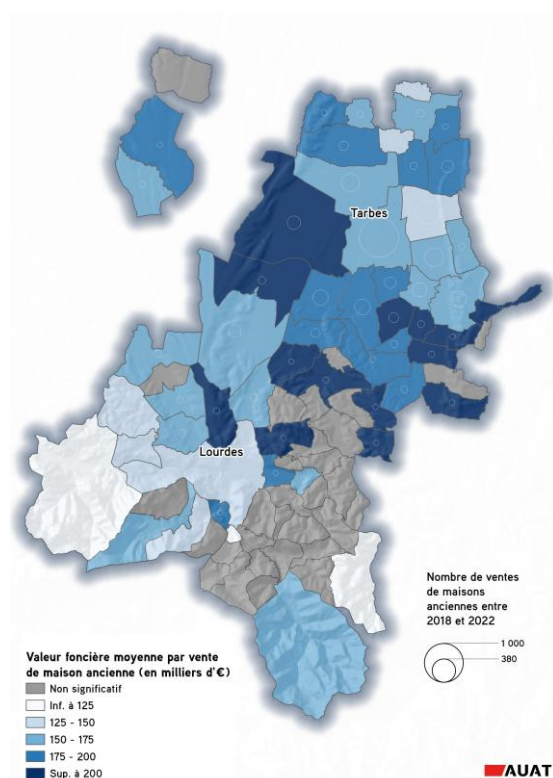 Tarbes
Lourdes
Nombre de ventes
de maisons
anciennes entre
2018 et 2022
1 000
380
Valeur foncière moyenne par vente
de maison ancienne (en milliers d'€)
Non significatif
Inf. à 125
125 - 150
150 - 175
175 - 200
Sup. à 200
AUAT